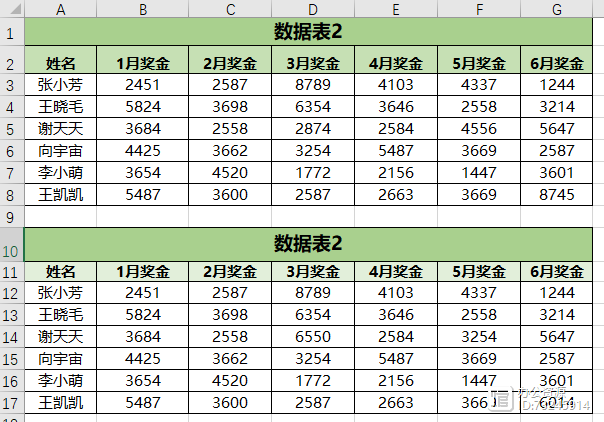 A B C D E F G
1 数据表2
2 姓名 1月奖金 2月奖金 3月奖金 4月奖金 5月奖金 6月奖金
3 张小芳 2451 2587 8789 4103 4337 1244
4 王晓毛 5824 3698 6354 3646 2558 3214
5 谢天天 3684 2558 2874 2584 4556 5647
6 向宇宙 4425 3662 3254 5487 3669 2587
7 李小萌 3654 4520 1772 2156 1447 3601
8 王凯凯 5487 3600 2587 2663 3669 8745
9
10 数据表2
11 姓名 1月奖金 2月奖金 3月奖金 4月奖金 5月奖金 6月奖金
12 张小芳 2451 2587 8789 4103 4337 1244
13 王晓毛 5824 3698 6354 3646 2558 3214
14 谢天天 3684 2558 6550 2584 3254 5647
15 向宇宙 4425 3662 3254 5487 3669 2587
16 李小萌 3654 4520 1772 2156 1447 3601
17 王凯凯 5487 3600 2587 2663 3669